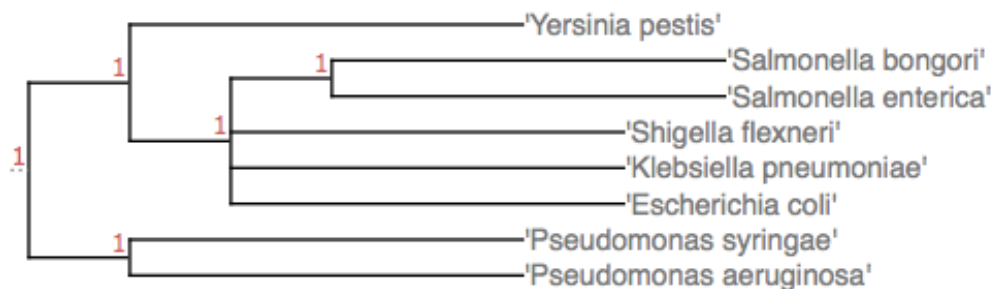 'Yersinia pestis'
1
1
'Salmonella bongori'
'Salmonella enterica'
1
'Shigella flexneri'
1
'Klebsiella pneumoniae'
'Escherichia coli'
1
'Pseudomonas syringae'
'Pseudomonas aeruginosa'